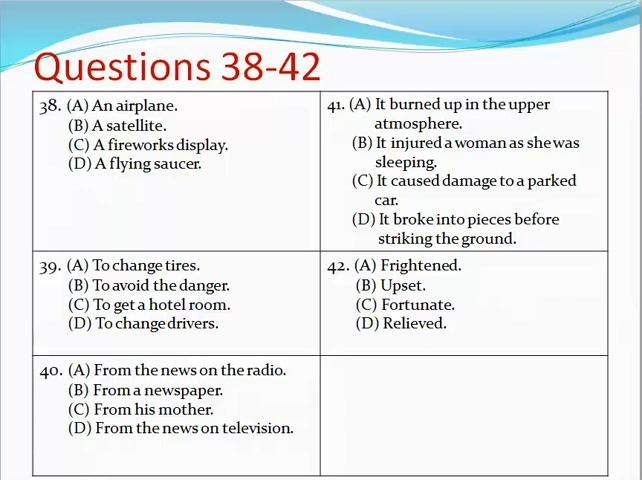 Questions 38-42
38. (A) An airplane.
(B) A satellite.
(C) A fireworks display.
(D) A flying saucer.
39. (A) To change tires.
(B) To avoid the danger.
(C) To get a hotel room.
(D) To change drivers.
40. (A) From the news on the radio.
(B) From a newspaper.
(C) From his mother.
(D) From the news on television.
41. (A) It burned up in the upper
atmosphere.
(B) It injured a woman as she was
sleeping.
(C) It caused damage to a parked
car.
(D) It broke into pieces before
striking the ground.
42. (A) Frightened.
(B) Upset.
(C) Fortunate.
(D) Relieved.